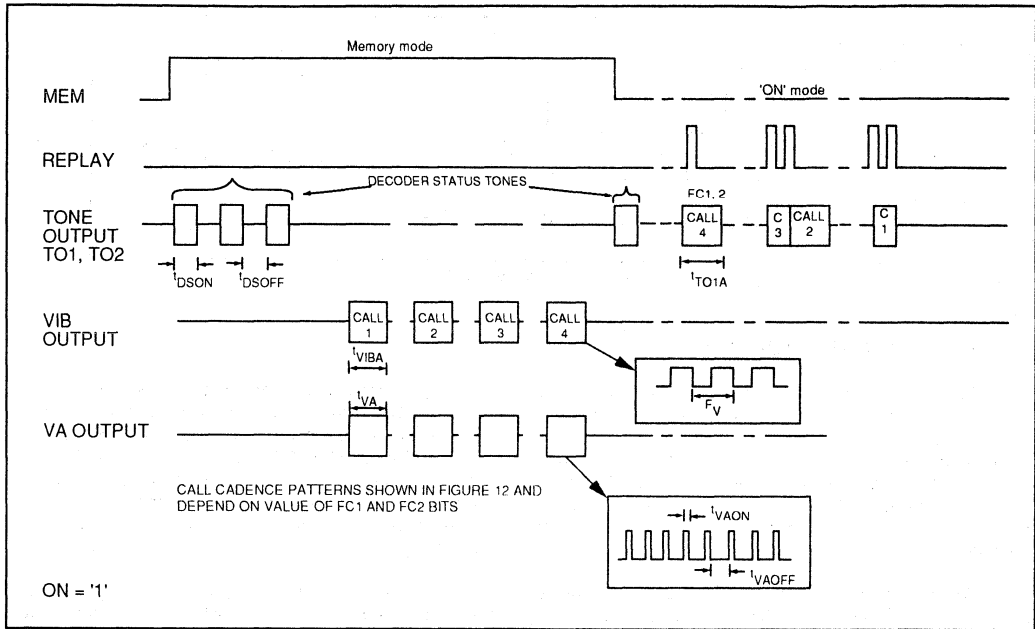 Memory mode
MEM
'ON' mode
REPLAY
DECODER STATUS TONES
FC1, 2
TONE
OUTPUT
TO1, TO2
CALL
4
C
3
CALL
2
C
1
tDSON
tDSOFF
tTO1A
VIB
OUTPUT
CALL
1
CALL
2
CALL
3
CALL
4
tVIBA
FV
tVA
VA OUTPUT
CALL CADENCE PATTERNS SHOWN IN FIGURE 12 AND
DEPEND ON VALUE OF FC1 AND FC2 BITS
tVAON
tVAOFF
ON = '1'